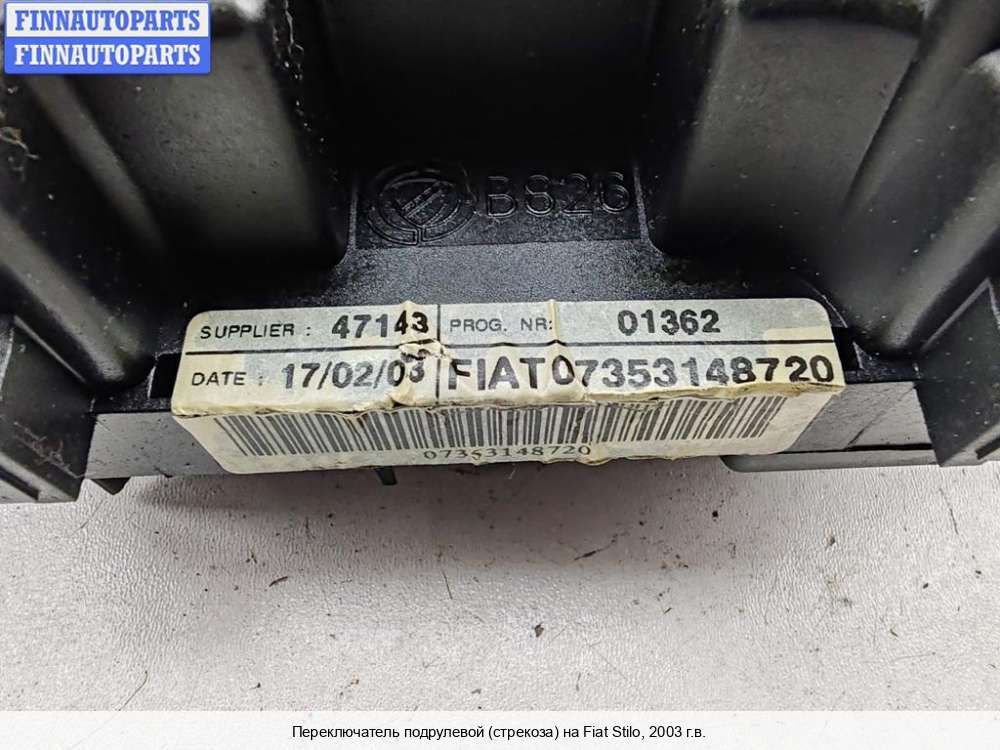 FINNAUTOPARTS
FINNAUTOPARTS
BS26
SUPPLIER : 47143 PROG. NR: 01362
DATE : 17/02/03 FIAT07353148720
07353148720
Переключатель подрулевой (стрекоза) на Fiat Stilo, 2003 г.в.